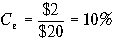 C_e = $2/$20 = 10%